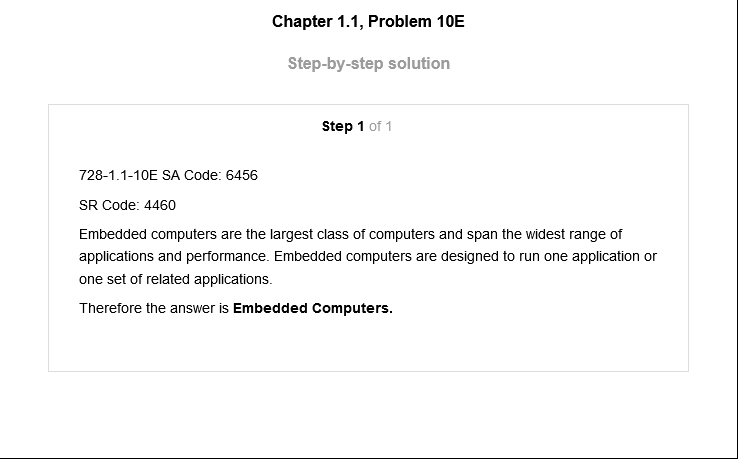 Chapter 1.1, Problem 10E
Step-by-step solution
Step 1 of 1
728-1.1-10E SA Code: 6456
SR Code: 4460
Embedded computers are the largest class of computers and span the widest range of
applications and performance. Embedded computers are designed to run one application or
one set of related applications.
Therefore the answer is Embedded Computers.